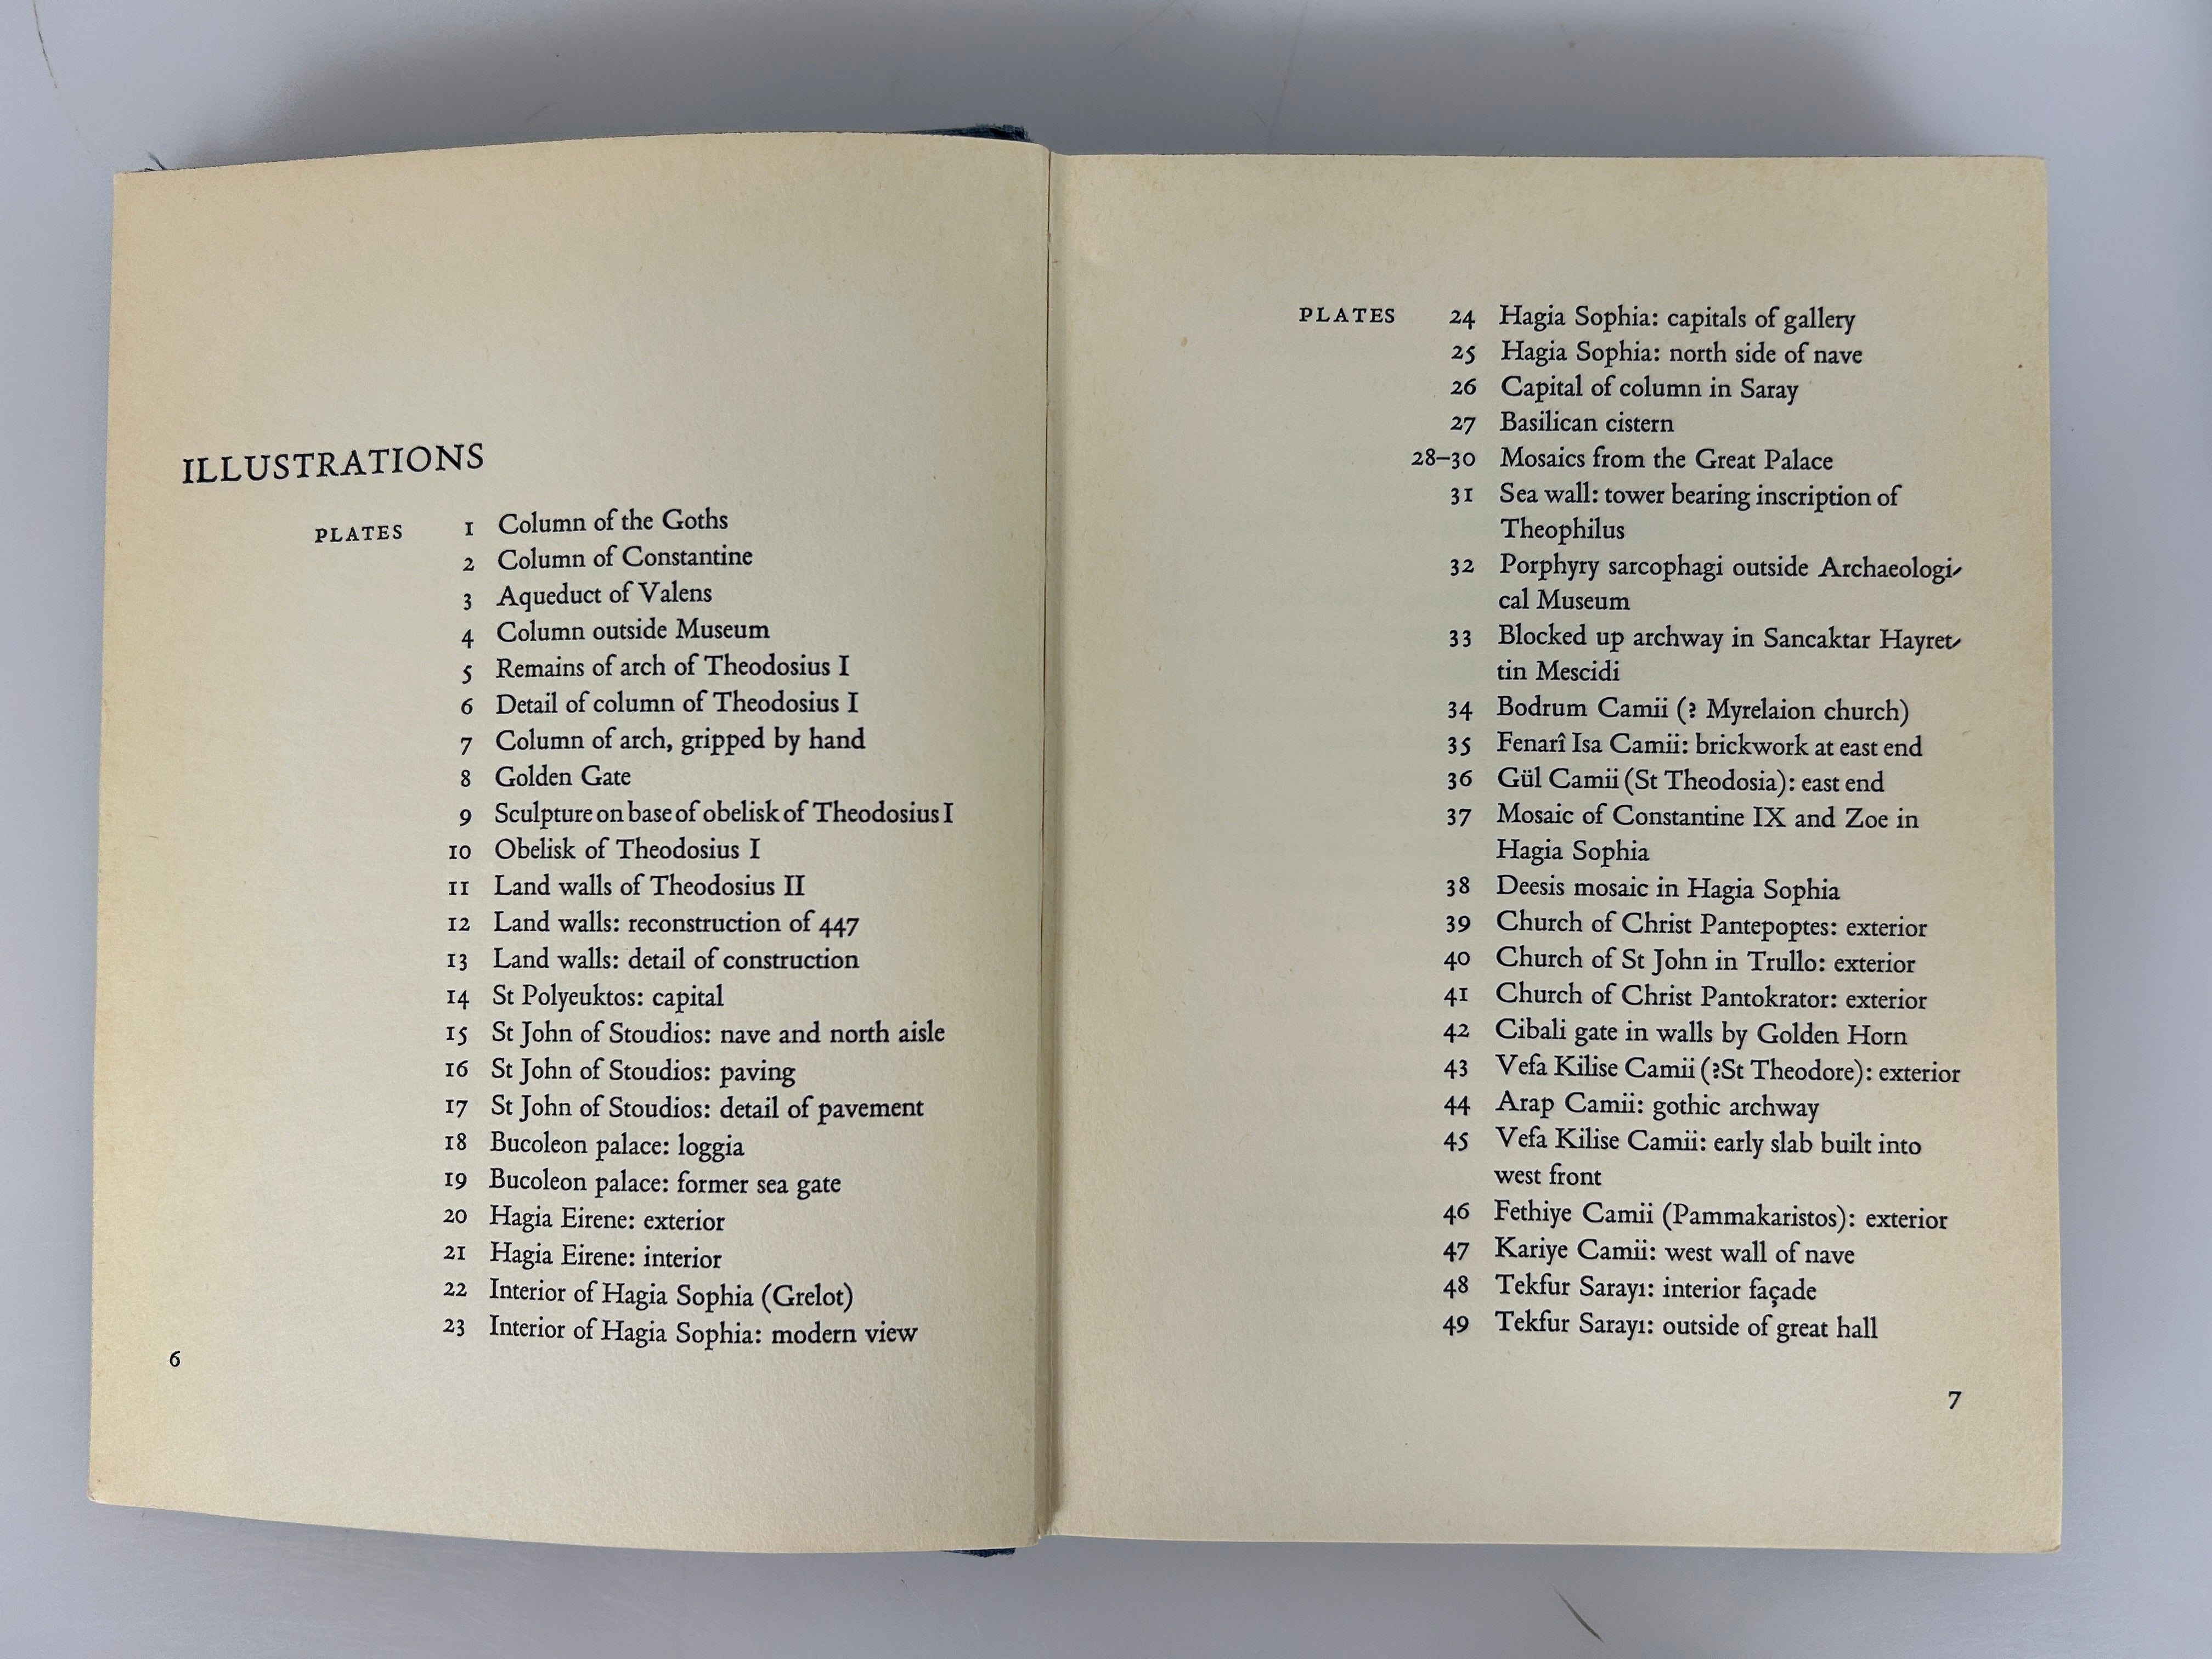 ILLUSTRATIONS
PLATES 1 Column of the Goths
2 Column of Constantine
3 Aqueduct of Valens
4 Column outside Museum
5 Remains of arch of Theodosius I
6 Detail of column of Theodosius I
7 Column of arch, gripped by hand
8 Golden Gate
9 Sculpture on base of obelisk of Theodosius I
10 Obelisk of Theodosius I
11 Land walls of Theodosius II
12 Land walls: reconstruction of 447
13 Land walls: detail of construction
14 St Polyeuktos: capital
15 St John of Stoudios: nave and north aisle
16 St John of Stoudios: paving
17 St John of Stoudios: detail of pavement
18 Bucoleon palace: loggia
19 Bucoleon palace: former sea gate
20 Hagia Eirene: exterior
21 Hagia Eirene: interior
22 Interior of Hagia Sophia (Grelot)
23 Interior of Hagia Sophia: modern view
6
PLATES 24 Hagia Sophia: capitals of gallery
25 Hagia Sophia: north side of nave
26 Capital of column in Saray
27 Basilican cistern
28–30 Mosaics from the Great Palace
31 Sea wall: tower bearing inscription of
Theophilus
32 Porphyry sarcophagi outside Archaeologi-
cal Museum
33 Blocked up archway in Sancaktar Hayret-
tin Mescidi
34 Bodrum Camii (? Myrelaion church)
35 Fenarî Isa Camii: brickwork at east end
36 Gül Camii (St Theodosia): east end
37 Mosaic of Constantine IX and Zoe in
Hagia Sophia
38 Deesis mosaic in Hagia Sophia
39 Church of Christ Pantepoptes: exterior
40 Church of St John in Trullo: exterior
41 Church of Christ Pantokrator: exterior
42 Cibali gate in walls by Golden Horn
43 Vefa Kilise Camii (?St Theodore): exterior
44 Arap Camii: gothic archway
45 Vefa Kilise Camii: early slab built into
west front
46 Fethiye Camii (Pammakaristos): exterior
47 Kariye Camii: west wall of nave
48 Tekfur Sarayı: interior façade
49 Tekfur Sarayı: outside of great hall
7